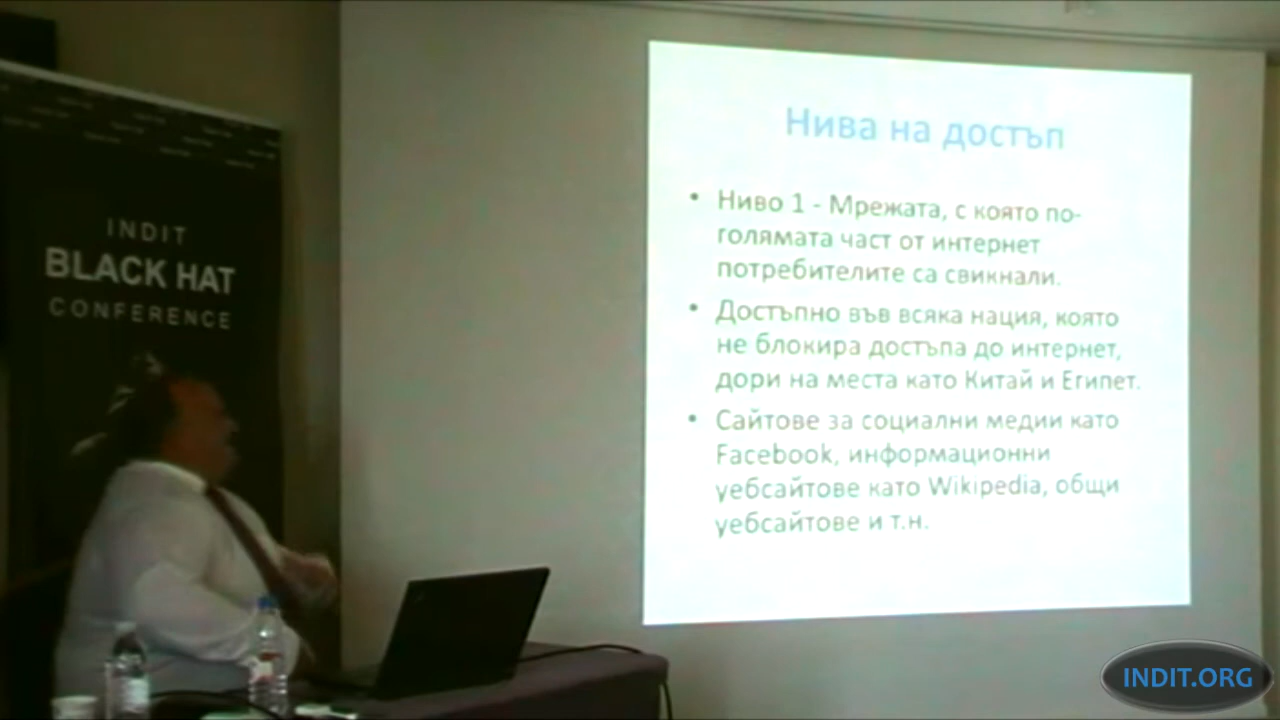 INDIT
BLACK HAT
CONFERENCE
Нива на достъп
• Ниво 1 - Мрежата, с която по-
голямата част от интернет
потребителите са свикнали.
• Достъпно във всяка нация, която
не блокира достъпа до интернет,
дори на места като Китай и Египет.
• Сайтове за социални медии като
Facebook, информационни
уебсайтове като Wikipedia, общи
уебсайтове и т.н.
INDIT.ORG